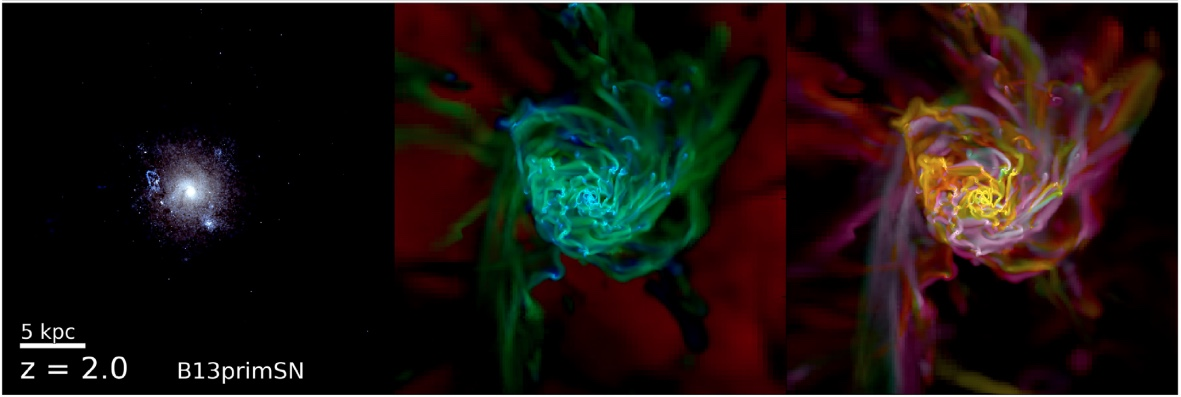 5 kpc
z = 2.0
B13primSN